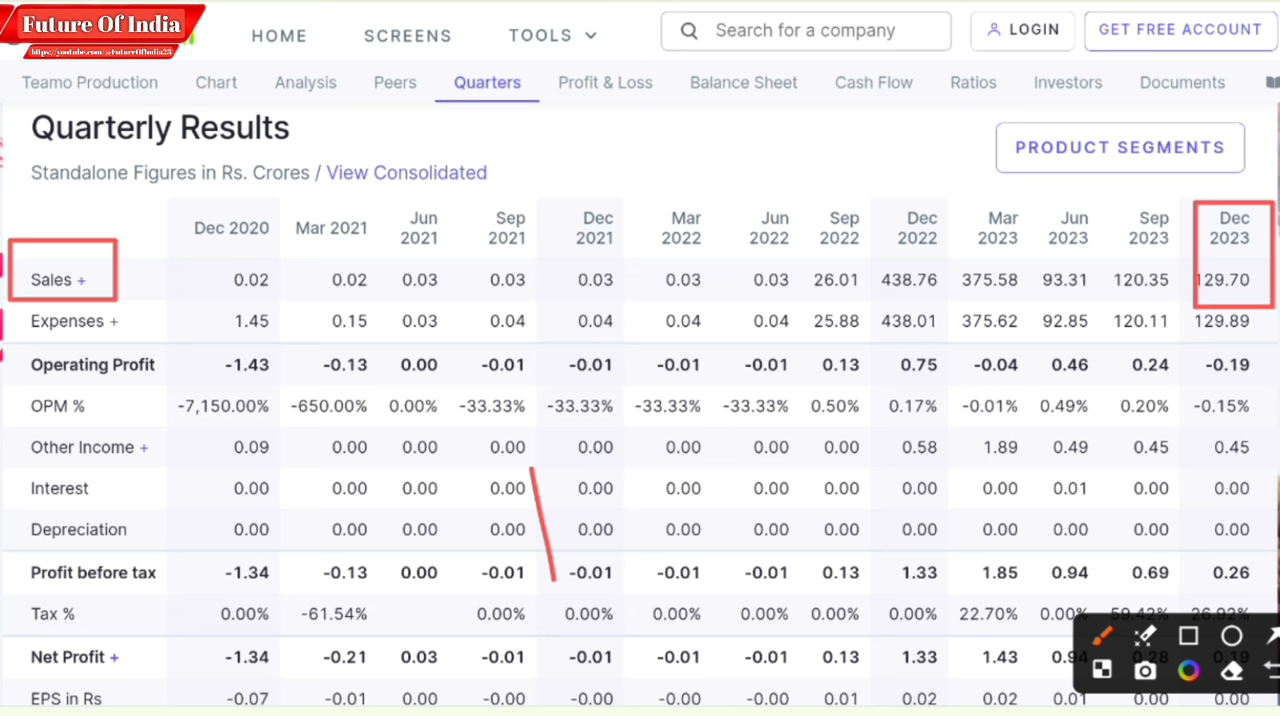 Future Of India
https://youtube.com/@FutureOfIndia23
HOME SCREENS TOOLS Search for a company LOGIN GET FREE ACCOUNT
Teamo Production Chart Analysis Peers Quarters Profit & Loss Balance Sheet Cash Flow Ratios Investors Documents
Quarterly Results
PRODUCT SEGMENTS
Standalone Figures in Rs. Crores / View Consolidated
Dec 2020 Mar 2021 Jun 2021 Sep 2021 Dec 2021 Mar 2022 Jun 2022 Sep 2022 Dec 2022 Mar 2023 Jun 2023 Sep 2023 Dec 2023
Sales + 0.02 0.02 0.03 0.03 0.03 0.03 0.03 26.01 438.76 375.58 93.31 120.35 129.70
Expenses + 1.45 0.15 0.03 0.04 0.04 0.04 0.04 25.88 438.01 375.62 92.85 120.11 129.89
Operating Profit -1.43 -0.13 0.00 -0.01 -0.01 -0.01 -0.01 0.13 0.75 -0.04 0.46 0.24 -0.19
OPM % -7,150.00% -650.00% 0.00% -33.33% -33.33% -33.33% -33.33% 0.50% 0.17% -0.01% 0.49% 0.20% -0.15%
Other Income + 0.09 0.00 0.00 0.00 0.00 0.00 0.00 0.00 0.58 1.89 0.49 0.45 0.45
Interest 0.00 0.00 0.00 0.00 0.00 0.00 0.00 0.00 0.00 0.00 0.01 0.00 0.00
Depreciation 0.00 0.00 0.00 0.00 0.00 0.00 0.00 0.00 0.00 0.00 0.00 0.00 0.00
Profit before tax -1.34 -0.13 0.00 -0.01 -0.01 -0.01 -0.01 0.13 1.33 1.85 0.94 0.69 0.26
Tax % 0.00% -61.54% 0.00% 0.00% 0.00% 0.00% 0.00% 0.00% 22.70% 0.00% 59.42% 26.92%
Net Profit + -1.34 -0.21 0.03 -0.01 -0.01 -0.01 -0.01 0.13 1.33 1.43 0.94 0.28 0.19
EPS in Rs -0.07 -0.01 0.00 -0.00 -0.00 -0.00 -0.00 0.01 0.02 0.02 0.01 0.00 0.00